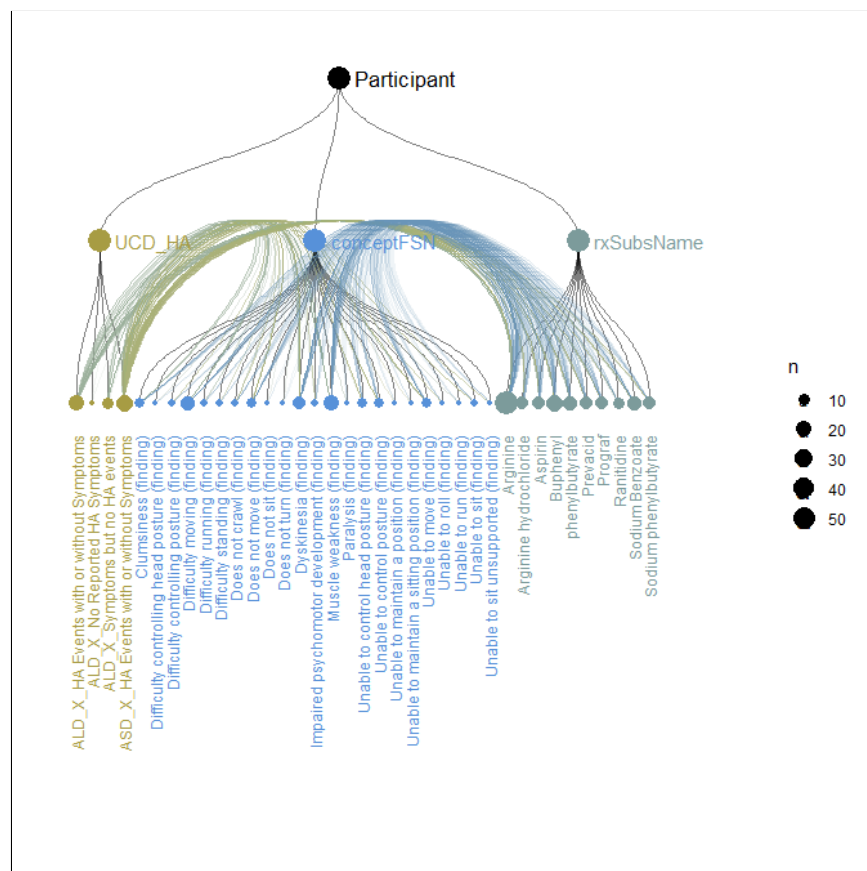 Participant
UCD_HA
conceptFSN
rxSubsName
n
10
20
30
40
50
ALD_X_HA Events with or without Symptoms
ALD_X_No Reported HA Symptoms
ALD_X_Symptoms but no HA events
ASD_X_HA Events with or without Symptoms
Clumsiness (finding)
Difficulty controlling head posture (finding)
Difficulty controlling posture (finding)
Difficulty moving (finding)
Difficulty running (finding)
Difficulty standing (finding)
Does not crawl (finding)
Does not move (finding)
Does not sit (finding)
Does not turn (finding)
Dyskinesia (finding)
Impaired psychomotor development (finding)
Muscle weakness (finding)
Paralysis (finding)
Unable to control head posture (finding)
Unable to control posture (finding)
Unable to maintain a position (finding)
Unable to maintain a sitting position (finding)
Unable to move (finding)
Unable to roll (finding)
Unable to run (finding)
Unable to sit (finding)
Unable to sit unsupported (finding)
Arginine
Arginine hydrochloride
Aspirin
Buphenyl
phenylbutyrate
Prevacid
Prograf
Ranitidine
Sodium Benzoate
Sodium phenylbutyrate